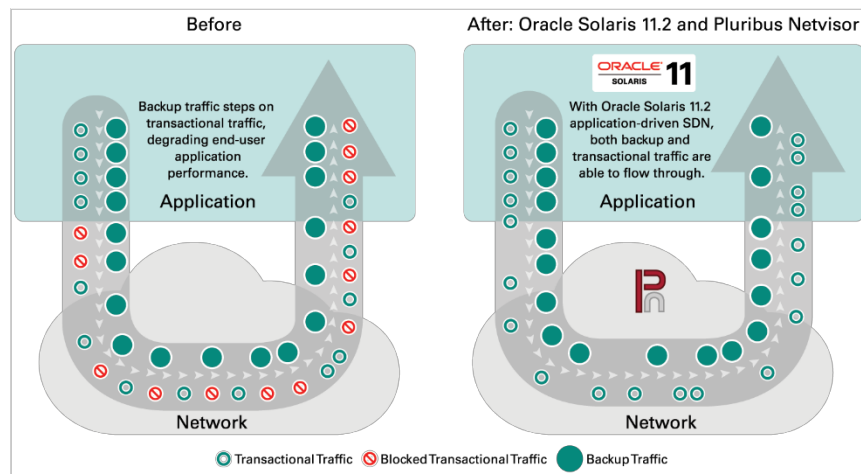 Before
After: Oracle Solaris 11.2 and Pluribus Netvisor
Backup traffic steps on
transactional traffic,
degrading end-user
application
performance.
Application
ORACLE
SOLARIS
11
With Oracle Solaris 11.2
application-driven SDN,
both backup and
transactional traffic are
able to flow through.
Application
Network
Pn
Network
Transactional Traffic
Blocked Transactional Traffic
Backup Traffic